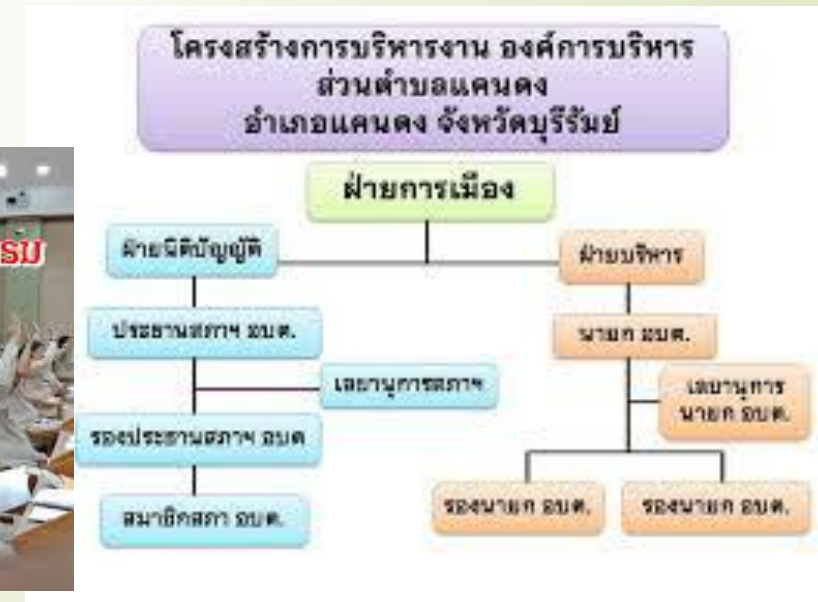 โครงสร้างการบริหารงาน องค์การบริหาร
ส่วนตำบลแคนดง
อำเภอแคนดง จังหวัดบุรีรัมย์
ฝ่ายการเมือง
ฝ่ายนิติบัญญัติ
ฝ่ายบริหาร
ประธานสภาฯ อบต.
นายก อบต.
เลขานุการสภาฯ
เลขานุการ
นายก อบต.
รองประธานสภาฯ อบต
สมาชิกสภา อบต.
รองนายก อบต.
รองนายก อบต.